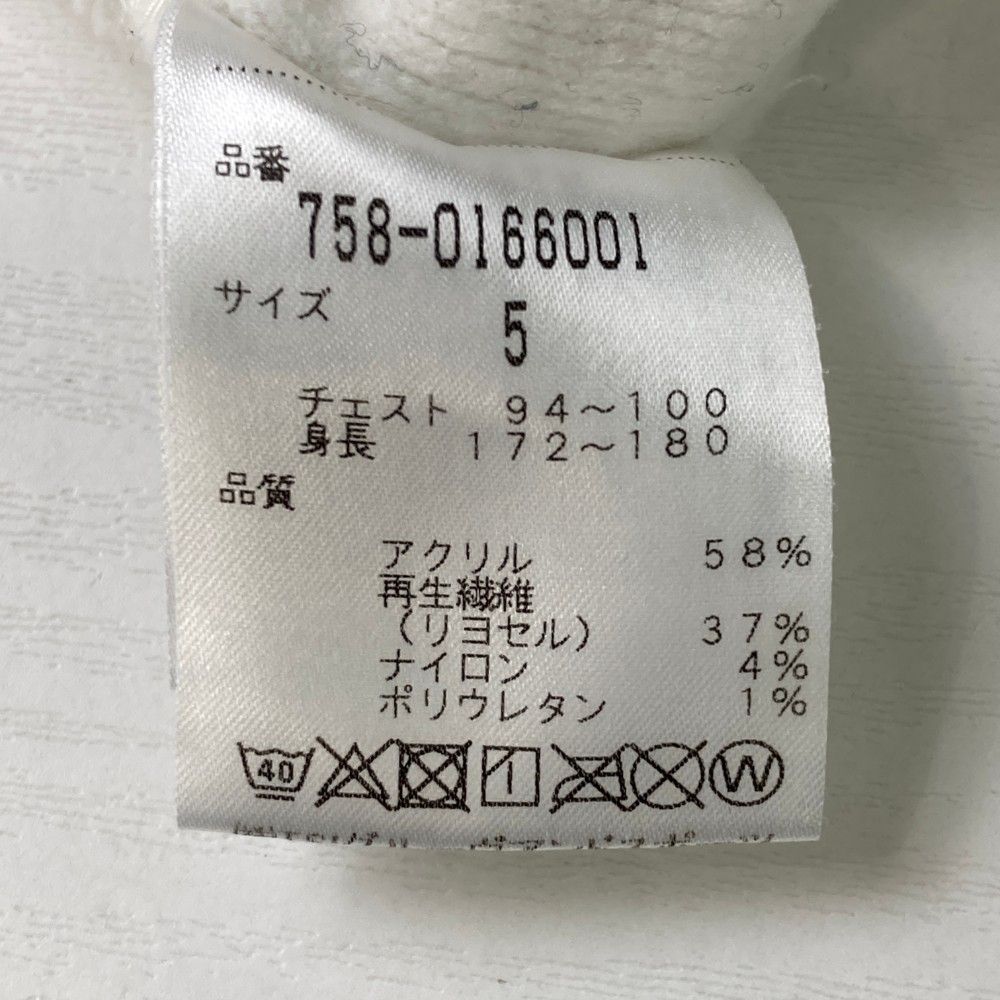 品番
758-0166001
サイズ
5
チェスト 94～100
身長 172～180
品質
アクリル 58%
再生繊維
(リヨセル) 37%
ナイロン 4%
ポリウレタン 1%
40 1 W